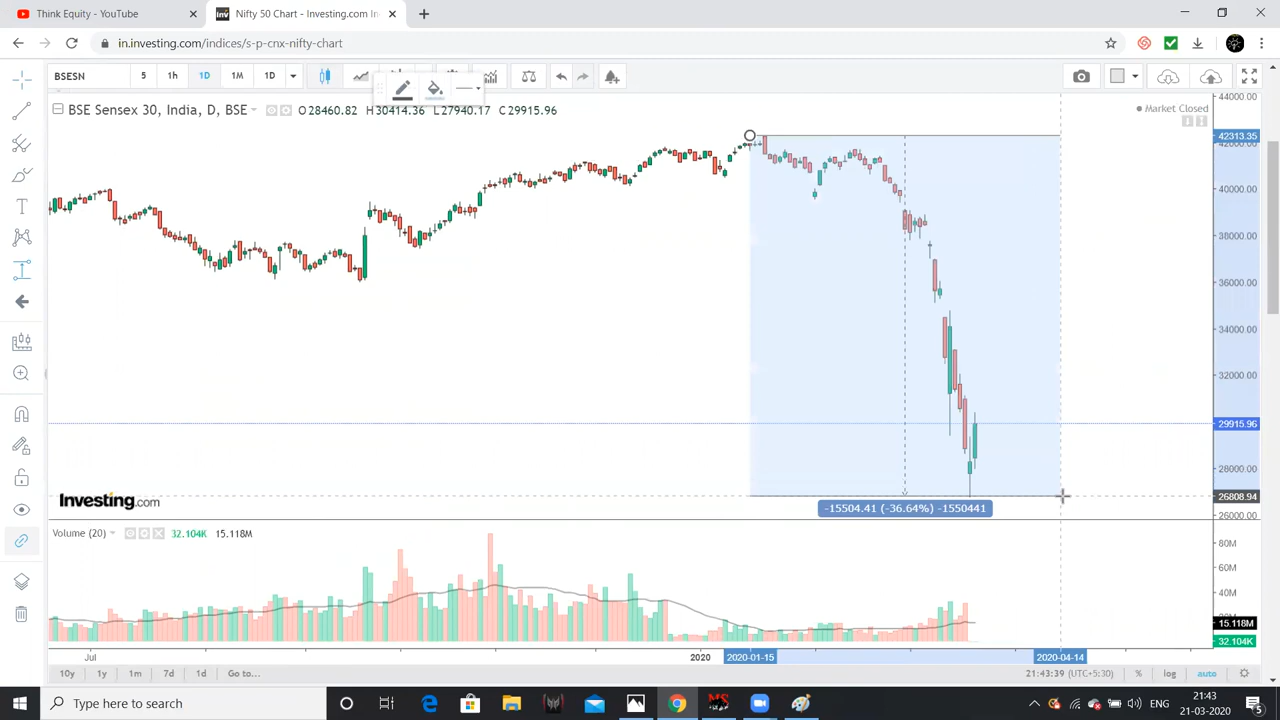 Think Equity - YouTube
Nifty 50 Chart - Investing.com In
in.investing.com/indices/s-p-cnx-nifty-chart
BSESN
5
1h
1D
1M
1D
BSE Sensex 30, India, D, BSE
O28460.82 H30414.36 L27940.17 C29915.96
Market Closed
44000.00
42313.35
42000.00
40000.00
38000.00
36000.00
34000.00
32000.00
29915.96
28000.00
26808.94
26000.00
Investing.com
-15504.41 (-36.64%) -1550441
Volume (20)
32.104K
15.118M
80M
60M
40M
15.118M
32.104K
Jul
2020
2020-01-15
2020-04-14
10y
1y
1m
7d
1d
Go to...
21:43:39 (UTC+5:30)
%
log
auto
Type here to search
ENG
21:43
21-03-2020
5